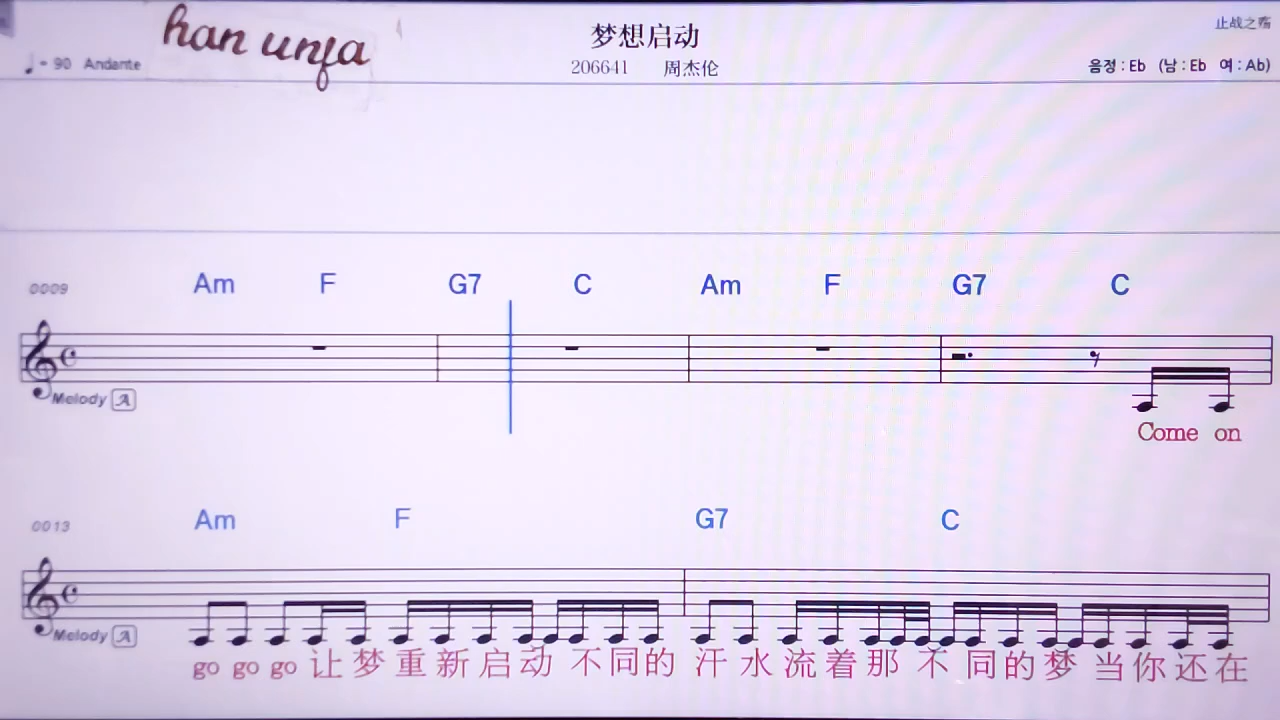 han unfa
梦想启动
止战之殇
♩= 90 Andante
206641 周杰伦
음정 : Eb (남 : Eb 여 : Ab)
0009 Am F G7 C Am F G7 C
Melody A
Come on
0013 Am F G7 C
Melody A
go go go 让梦重新启动 不同的 汗水流着那 不 同的梦 当你还在